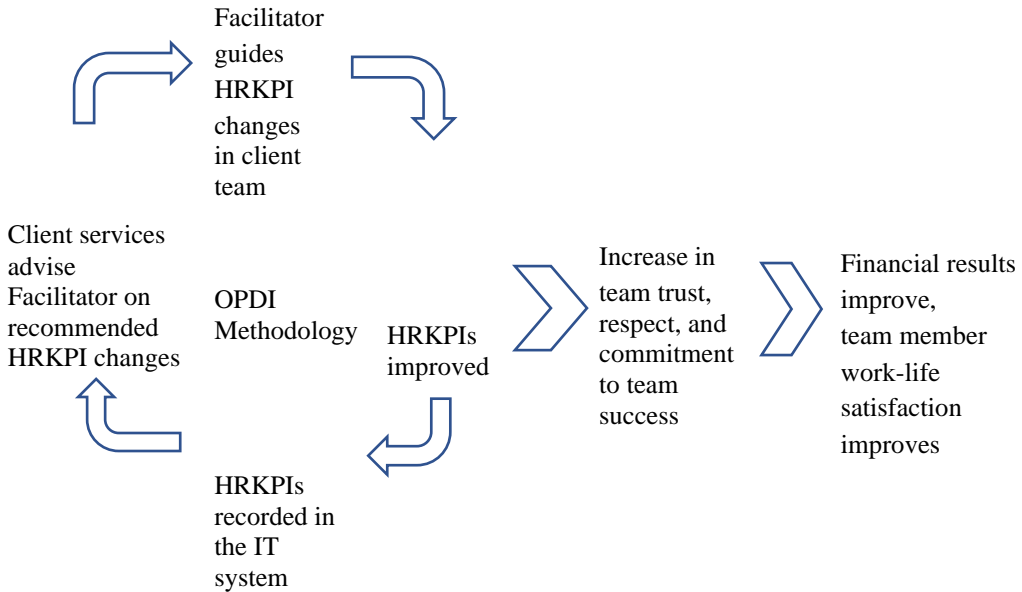 Facilitator
guides
HRKPI
changes
in client
team
Client services
advise
Facilitator on
recommended
HRKPI changes
OPDI
Methodology
HRKPIs
improved
Increase in
team trust,
respect, and
commitment
to team
success
Financial results
improve,
team member
work-life
satisfaction
improves
HRKPIs
recorded in
the IT
system